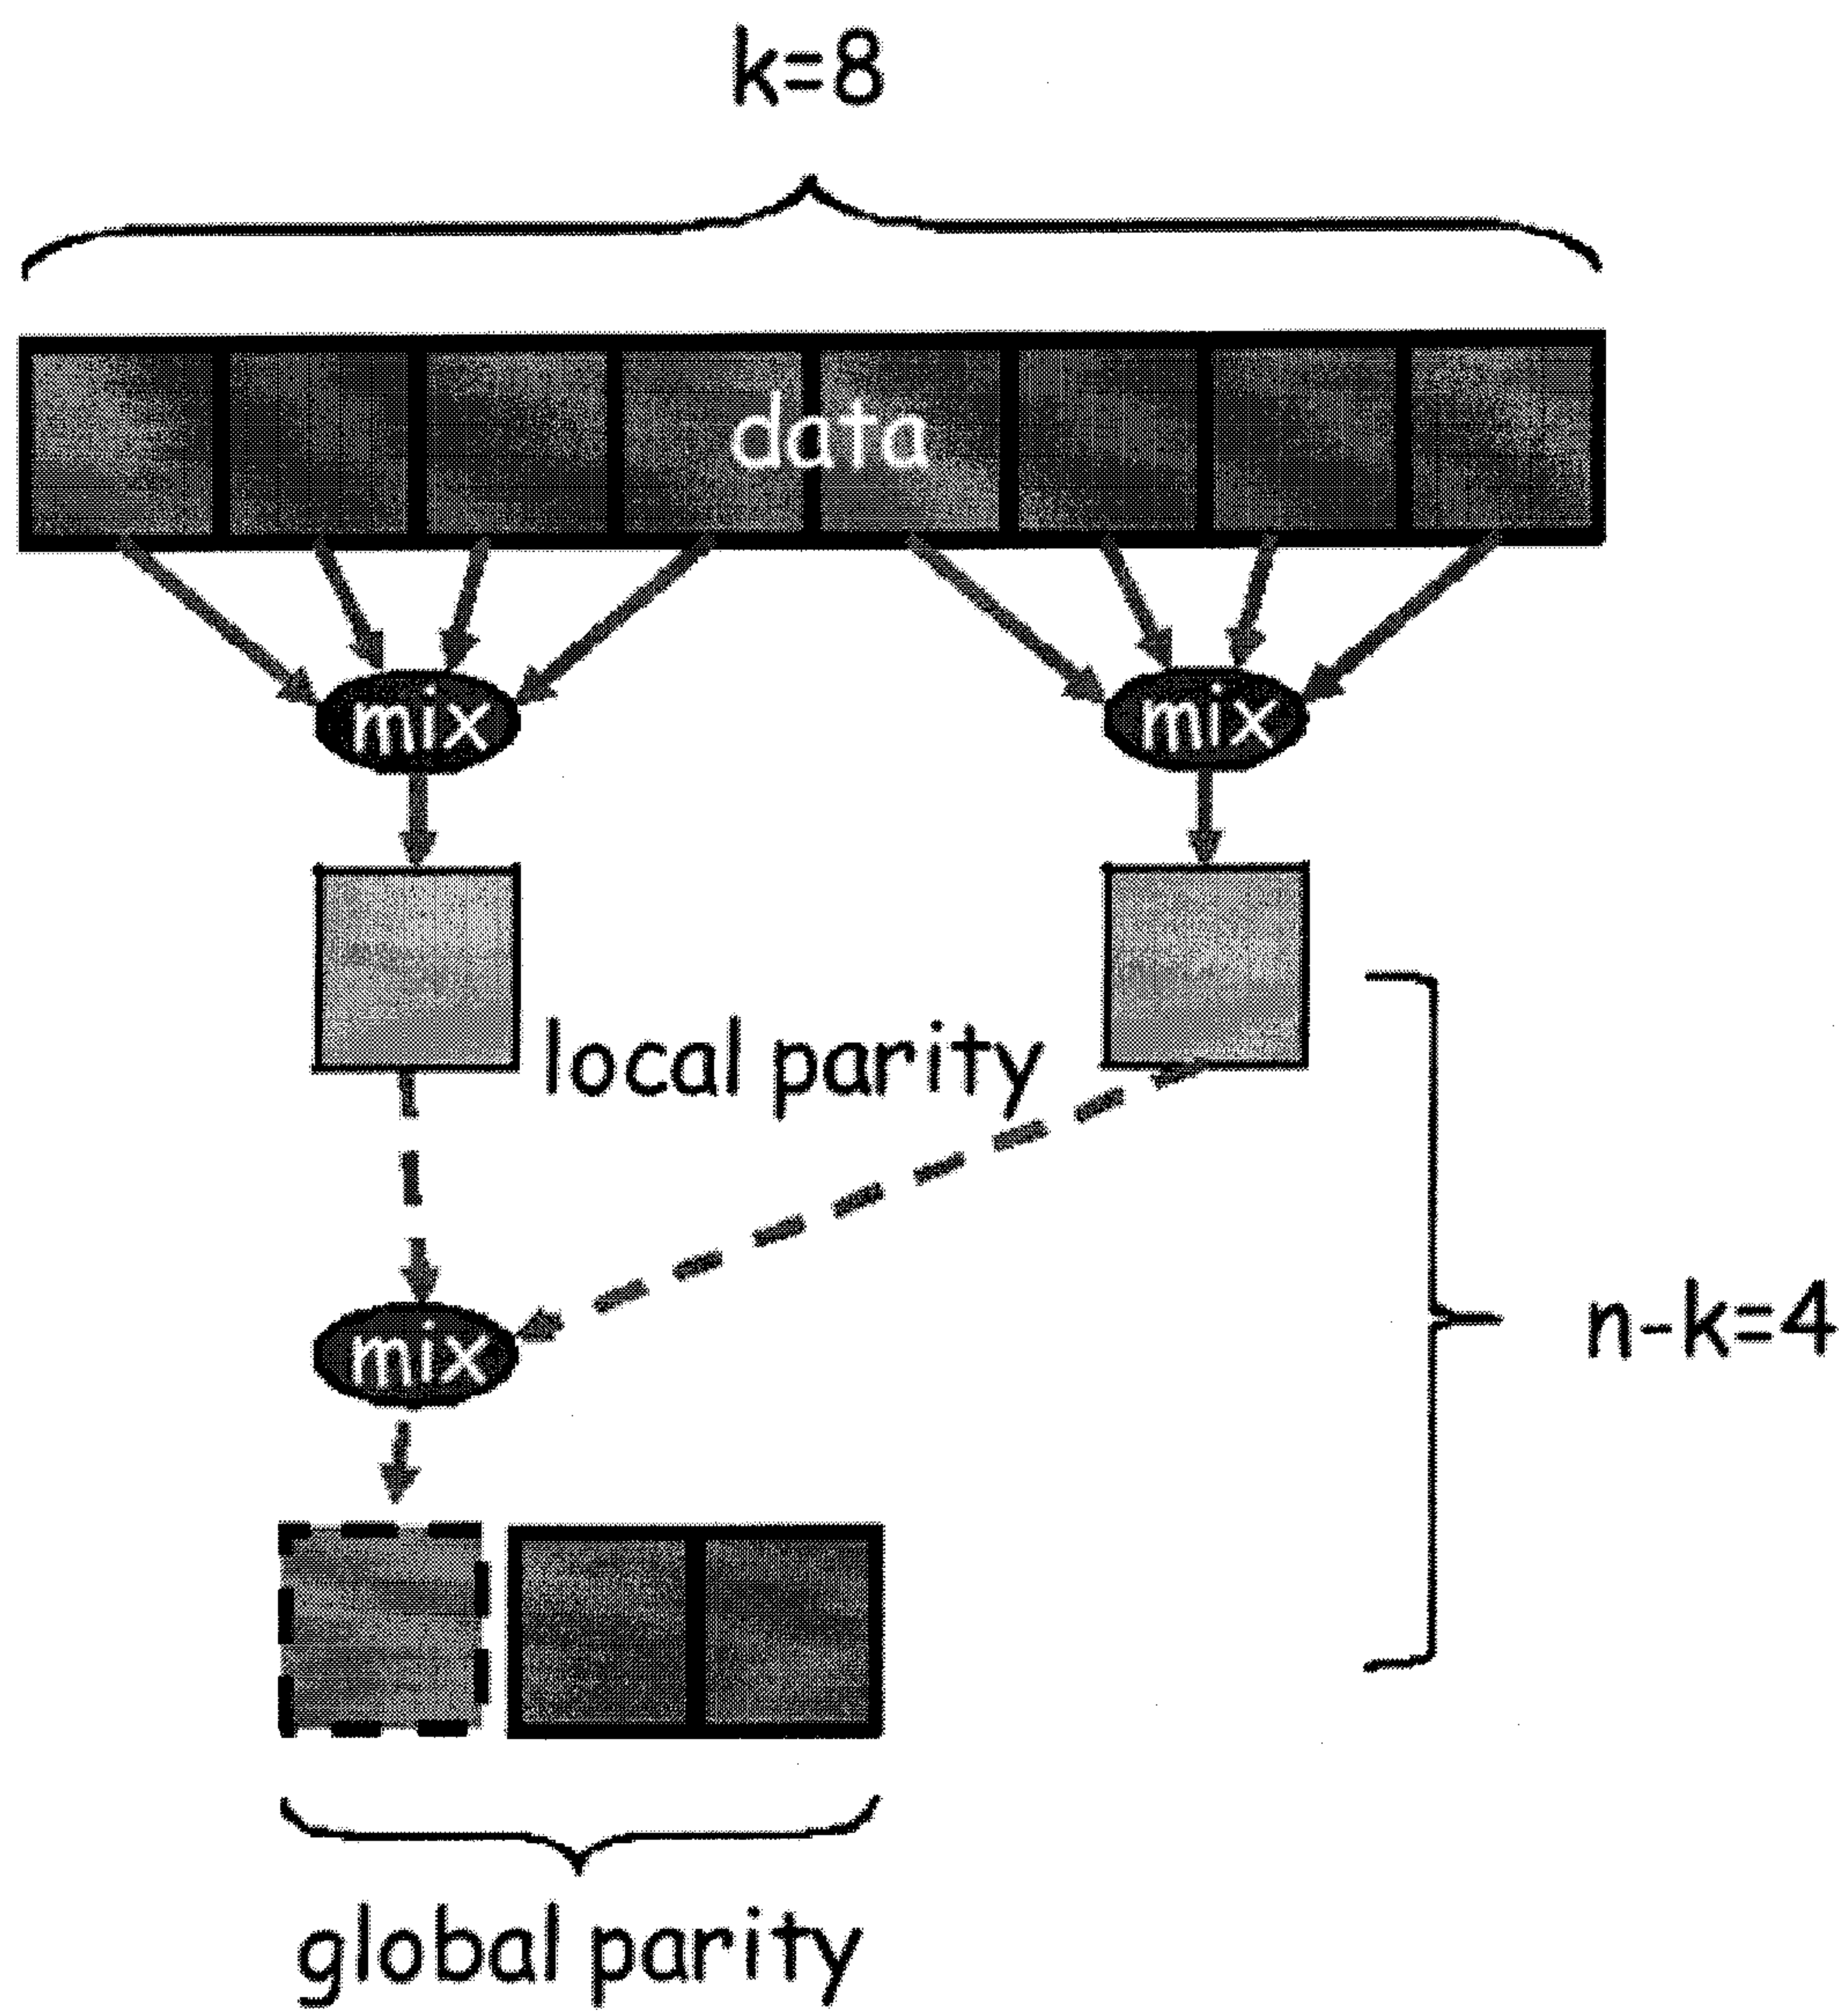 k=8
data
mix
mix
local parity
mix
n-k=4
global parity